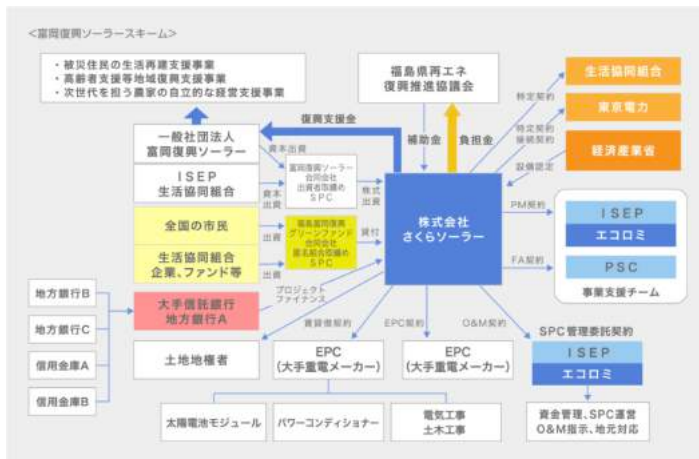 <富岡復興ソーラースキーム>
・被災住民の生活再建支援事業
・高齢者支援等地域復興支援事業
・次世代を担う農家の自立的な経営支援事業
福島県再エネ
復興推進協議会
生活協同組合
東京電力
経済産業省
特定契約
特定契約
接続契約
設備認定
復興支援金
補助金
負担金
一般社団法人
富岡復興ソーラー
資本出資
ISEP
生活協同組合
資本
出資
富岡復興ソーラー
合同会社
出資者取纏め
SPC
株式
出資
全国の市民
出資
生活協同組合
企業、ファンド等
出資
福島富岡復興
グリーンファンド
合同会社
匿名組合取纏め
SPC
貸付
株式会社
さくらソーラー
PM契約
ISEP
エコロミ
FA契約
PSC
事業支援チーム
地方銀行B
地方銀行C
信用金庫A
信用金庫B
大手信託銀行
地方銀行A
プロジェクト
ファイナンス
賃貸借契約
EPC契約
O&M契約
SPC管理委託契約
土地地権者
EPC
(大手重電メーカー)
EPC
(大手重電メーカー)
ISEP
エコロミ
太陽電池モジュール
パワーコンディショナー
電気工事
土木工事
資金管理、SPC運営
O&M指示、地元対応